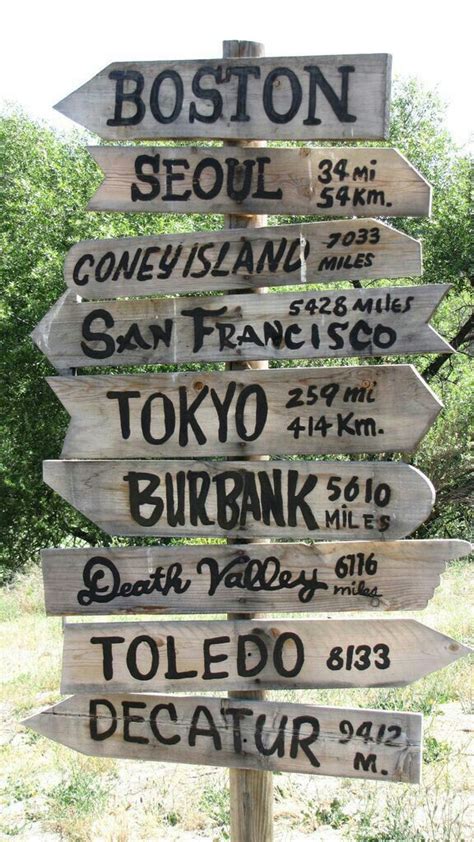 BOSTON
SEOUL 34 mi
54 Km.
CONEY ISLAND 7033
MILES
5428 MILES
SAN FRANCISCO
TOKYO 259 mi
414 Km.
BURBANK 5610
MILES
Death Valley 6116
miles
TOLEDO 8133
DECATUR 9412
M.